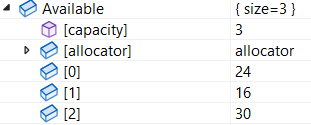 Available { size=3 }
[capacity] 3
[allocator] allocator
[0] 24
[1] 16
[2] 30